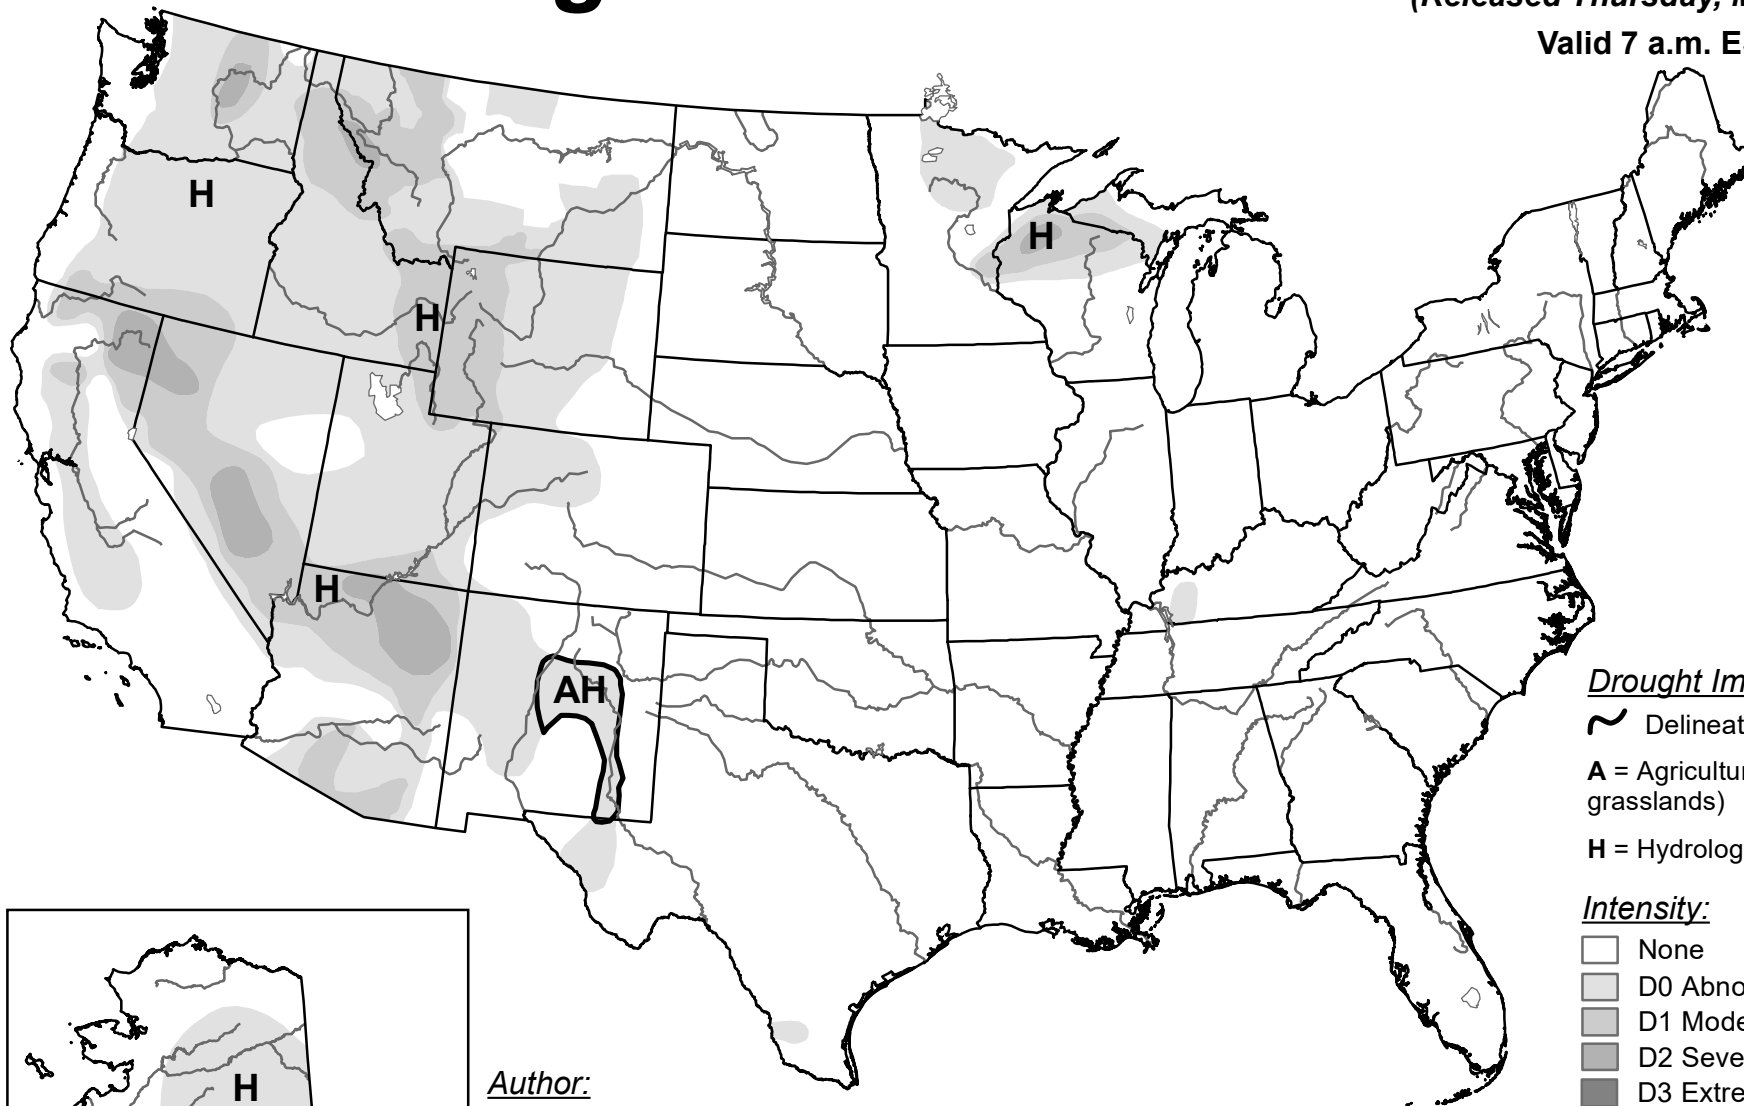 (Released Thursday,
Valid 7 a.m.
H
H
H
AH
H
H
Drought
Delineat
A = Agricultur
grasslands)
H = Hydrolog
Intensity:
None
D0 Abno
D1 Mode
D2 Seve
D3 Extre
Author: